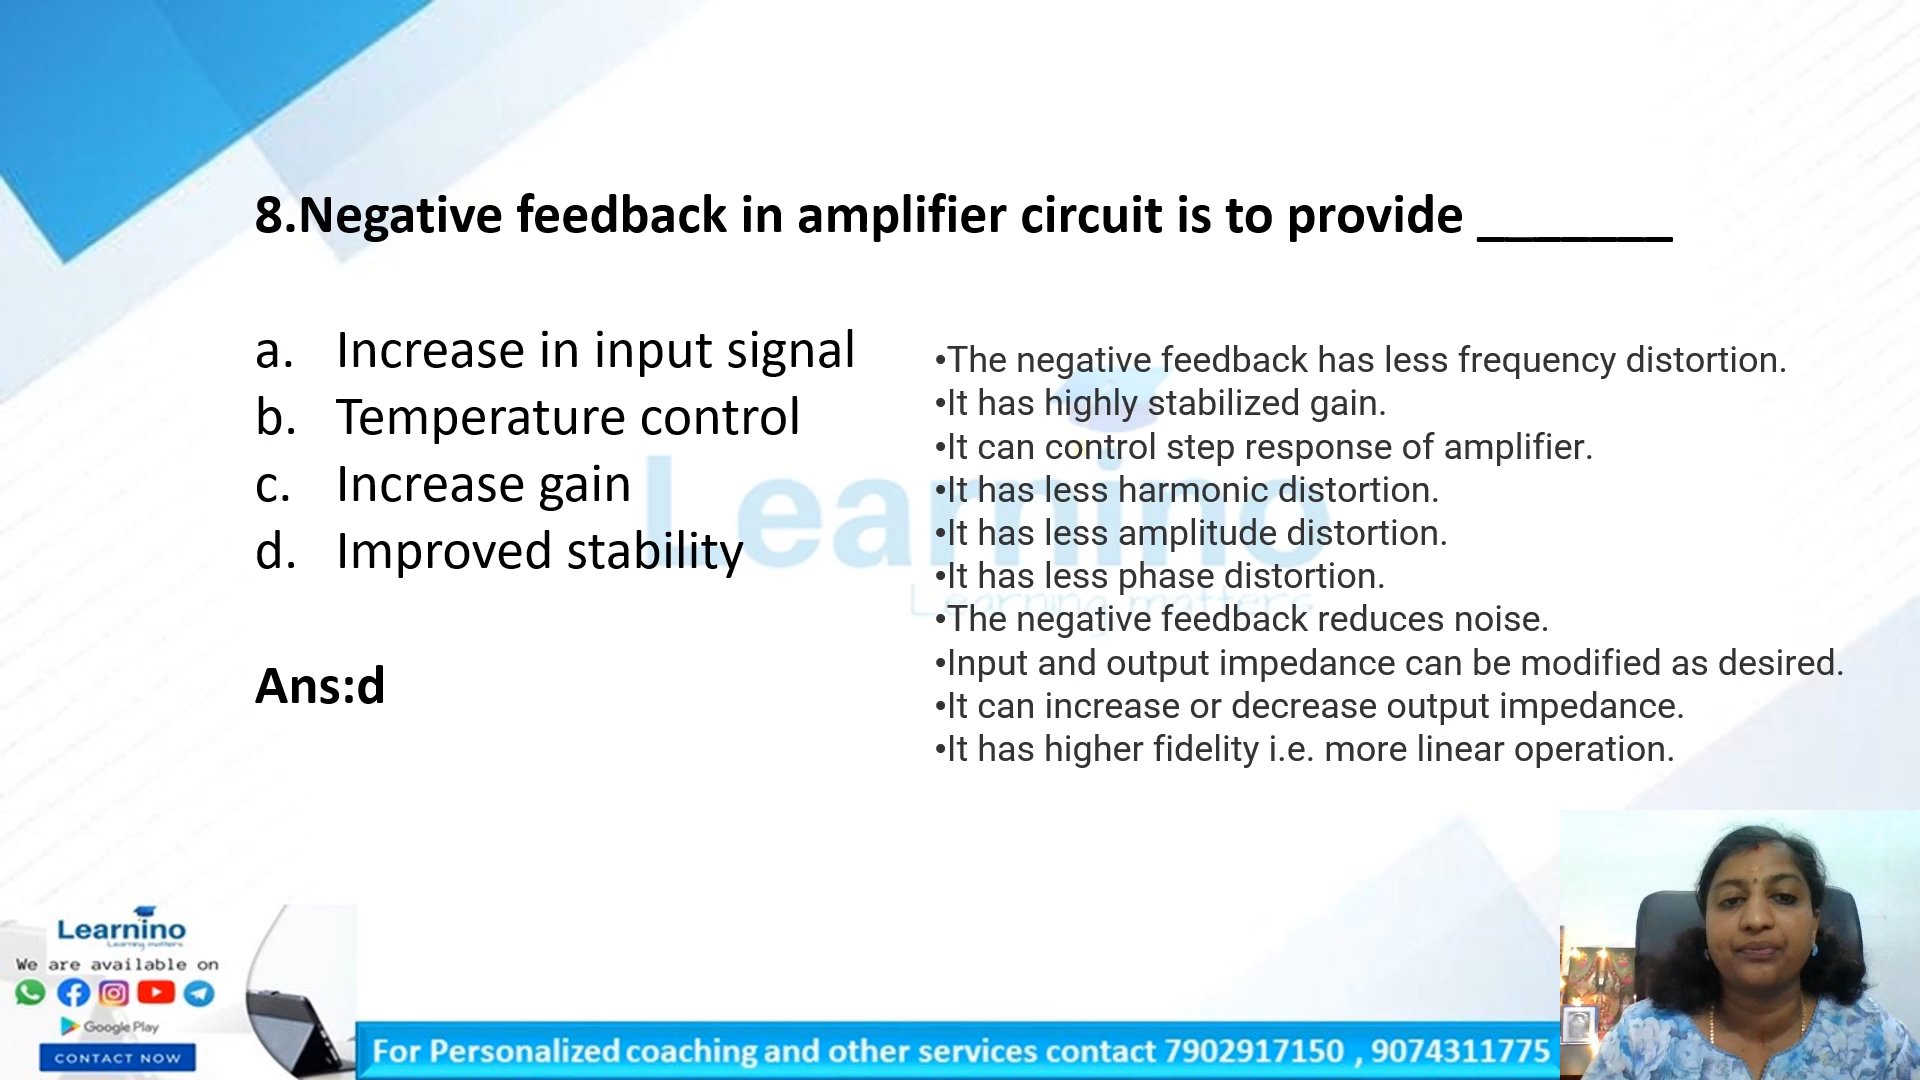 8.Negative feedback in amplifier circuit is to provide _______
a. Increase in input signal
b. Temperature control
c. Increase gain
d. Improved stability
Ans:d
•The negative feedback has less frequency distortion.
•It has highly stabilized gain.
•It can control step response of amplifier.
•It has less harmonic distortion.
•It has less amplitude distortion.
•It has less phase distortion.
•The negative feedback reduces noise.
•Input and output impedance can be modified as desired.
•It can increase or decrease output impedance.
•It has higher fidelity i.e. more linear operation.
Learnino
Learning matters
Learnino
Learning matters
We are available on
Google Play
CONTACT NOW
For Personalized coaching and other services contact 7902917150 , 9074311775